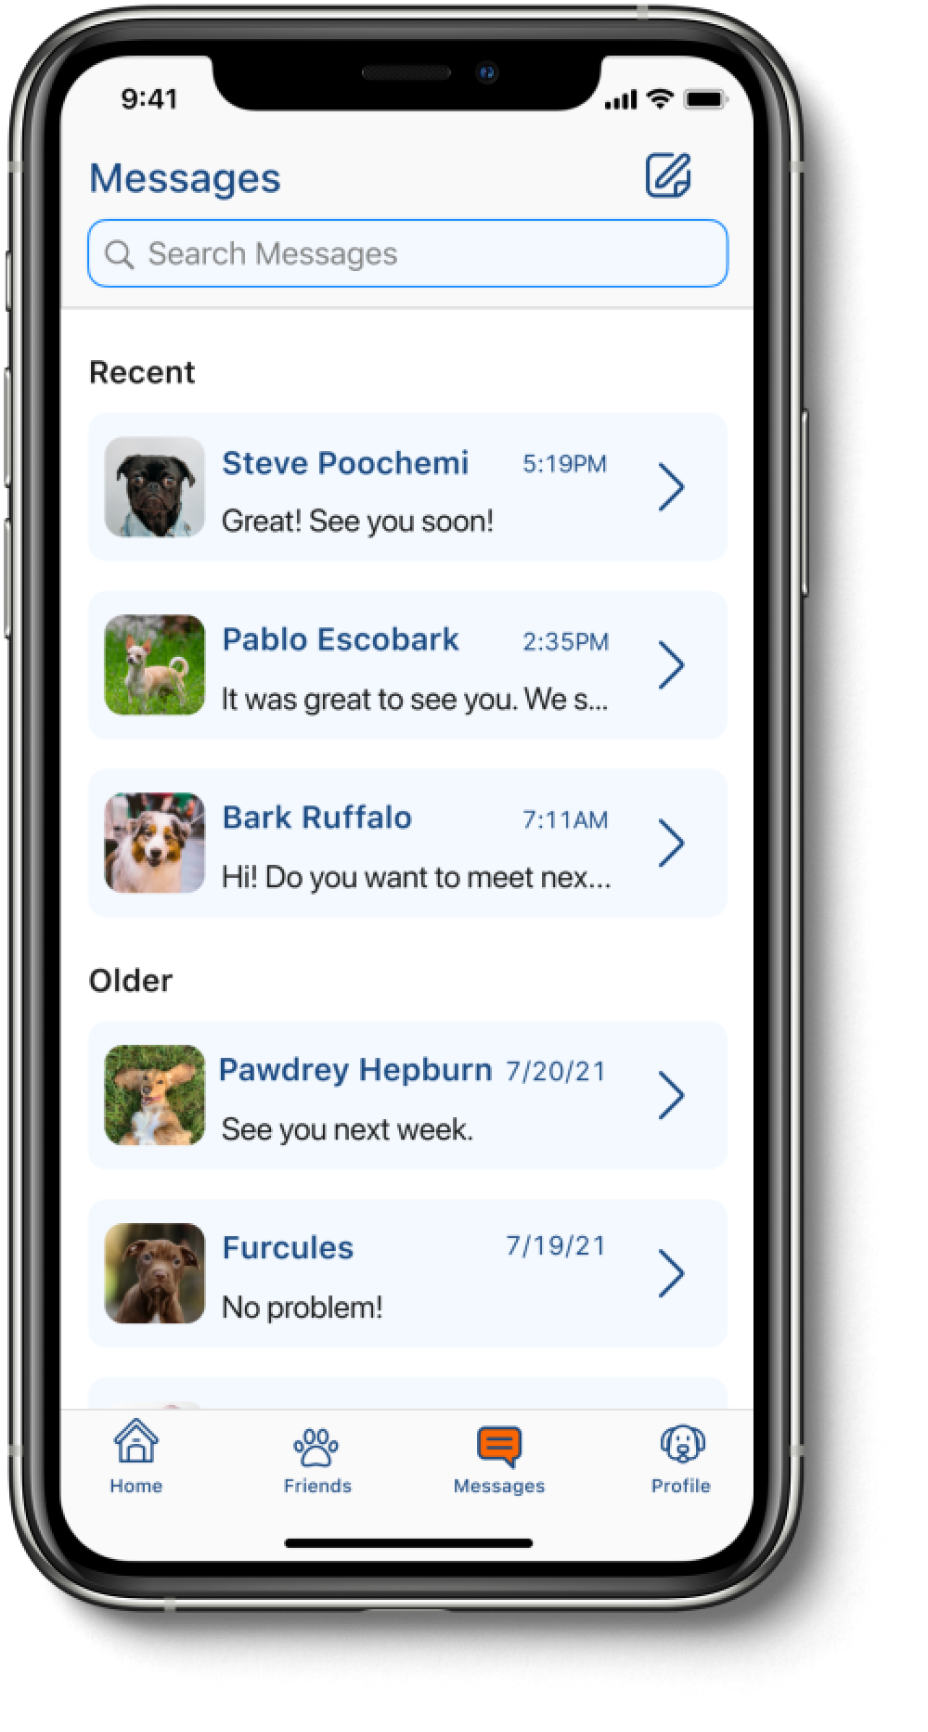 9:41
Messages
Search Messages
Recent
Steve Poochemi 5:19PM
Great! See you soon!
Pablo Escobark 2:35PM
It was great to see you. We s...
Bark Ruffalo 7:11AM
Hi! Do you want to meet nex...
Older
Pawdrey Hepburn 7/20/21
See you next week.
Furcules 7/19/21
No problem!
Home Friends Messages Profile